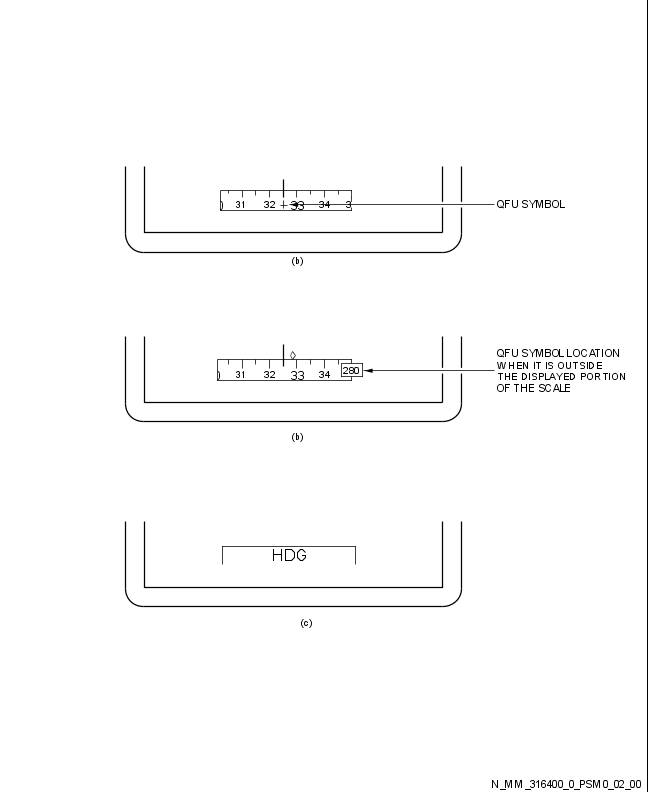 31 32 33 34 3
QFU SYMBOL
(b)
QFU SYMBOL LOCATION
WHEN IT IS OUTSIDE
THE DISPLAYED PORTION
OF THE SCALE
31 32 33 34 280
(b)
HDG
(c)
N_MM_316400_0_PSM0_02_00